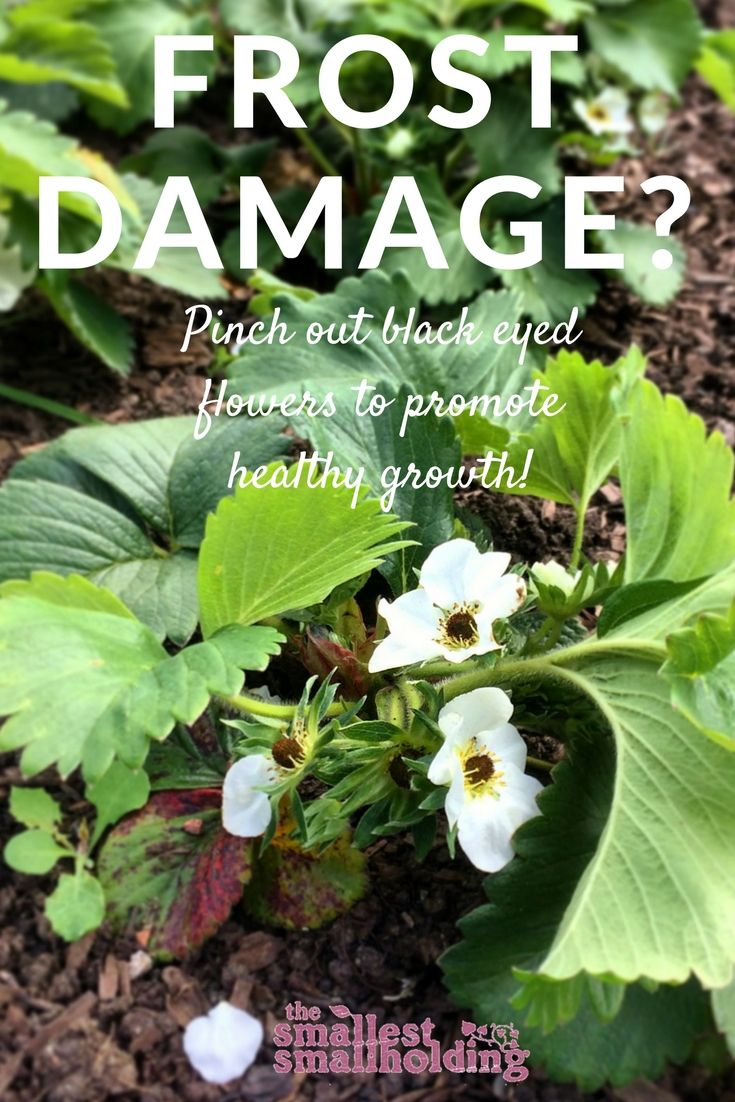 FROST
DAMAGE?
Pinch out black eyed
flowers to promote
healthy growth!
the
smallest
smallholding